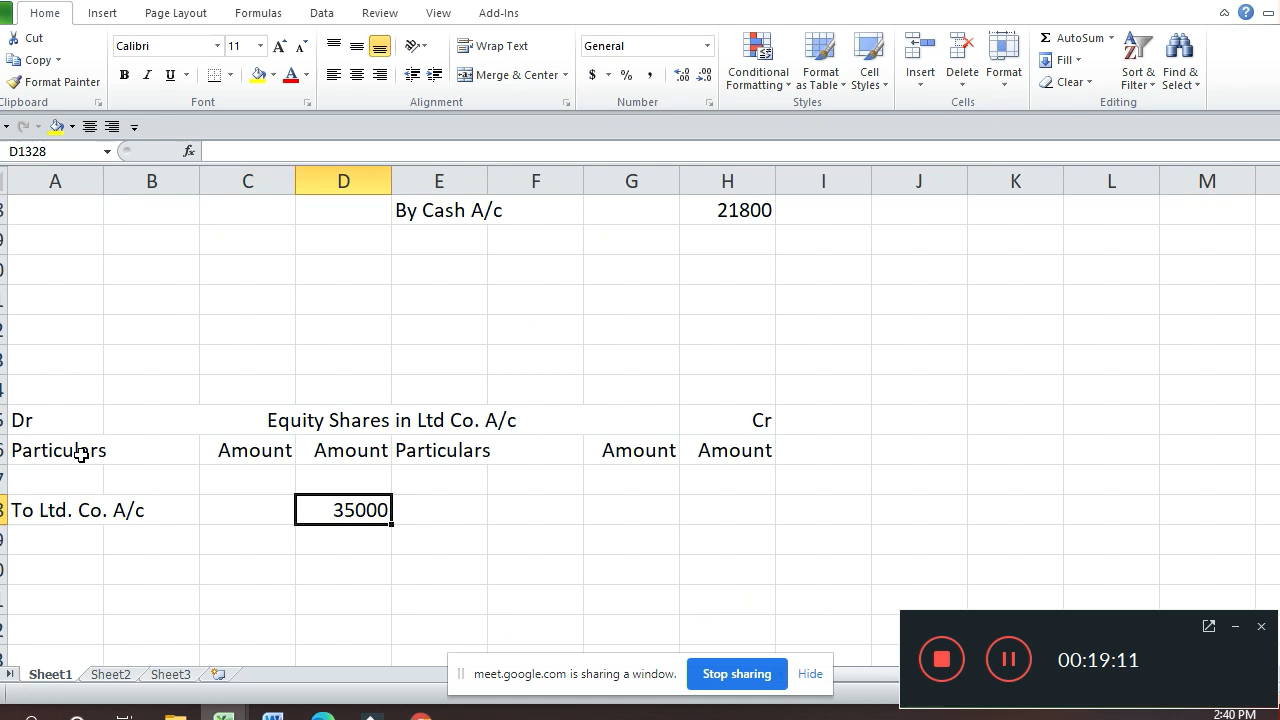 Home Insert Page Layout Formulas Data Review View Add-Ins
Cut
Copy
Format Painter
Clipboard
Calibri 11
B I U
Font
Wrap Text
Merge & Center
Alignment
General
$ % ,
Number
Conditional Formatting
Format as Table
Cell Styles
Styles
Insert
Delete
Format
Cells
Σ AutoSum
Fill
Clear
Sort & Filter
Find & Select
Editing
D1328 fx
A B C D E F G H I J K L M
By Cash A/c 21800
Dr Equity Shares in Ltd Co. A/c Cr
Particulars Amount Amount Particulars Amount Amount
To Ltd. Co. A/c 35000
00:19:11
Sheet1 Sheet2 Sheet3
meet.google.com is sharing a window. Stop sharing Hide
2:40 PM